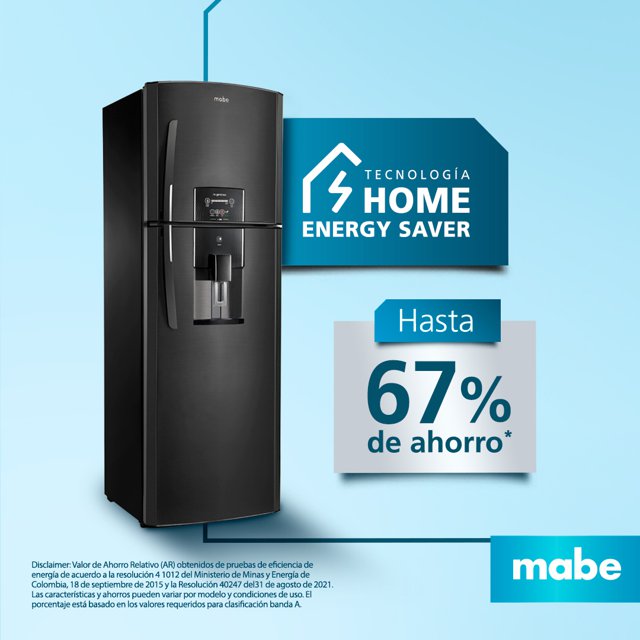 mabe
TECNOLOGÍA
HOME
ENERGY SAVER
Hasta
67%
de ahorro*
Disclaimer: Valor de Ahorro Relativo (AR) obtenidos de pruebas de eficiencia de
energía de acuerdo a la resolución 4 1012 del Ministerio de Minas y Energía de
Colombia, 18 de septiembre de 2015 y la Resolución 40247 del31 de agosto de 2021.
Las características y ahorros pueden variar por modelo y condiciones de uso. El
porcentaje está basado en los valores requeridos para clasificación banda A.
mabe